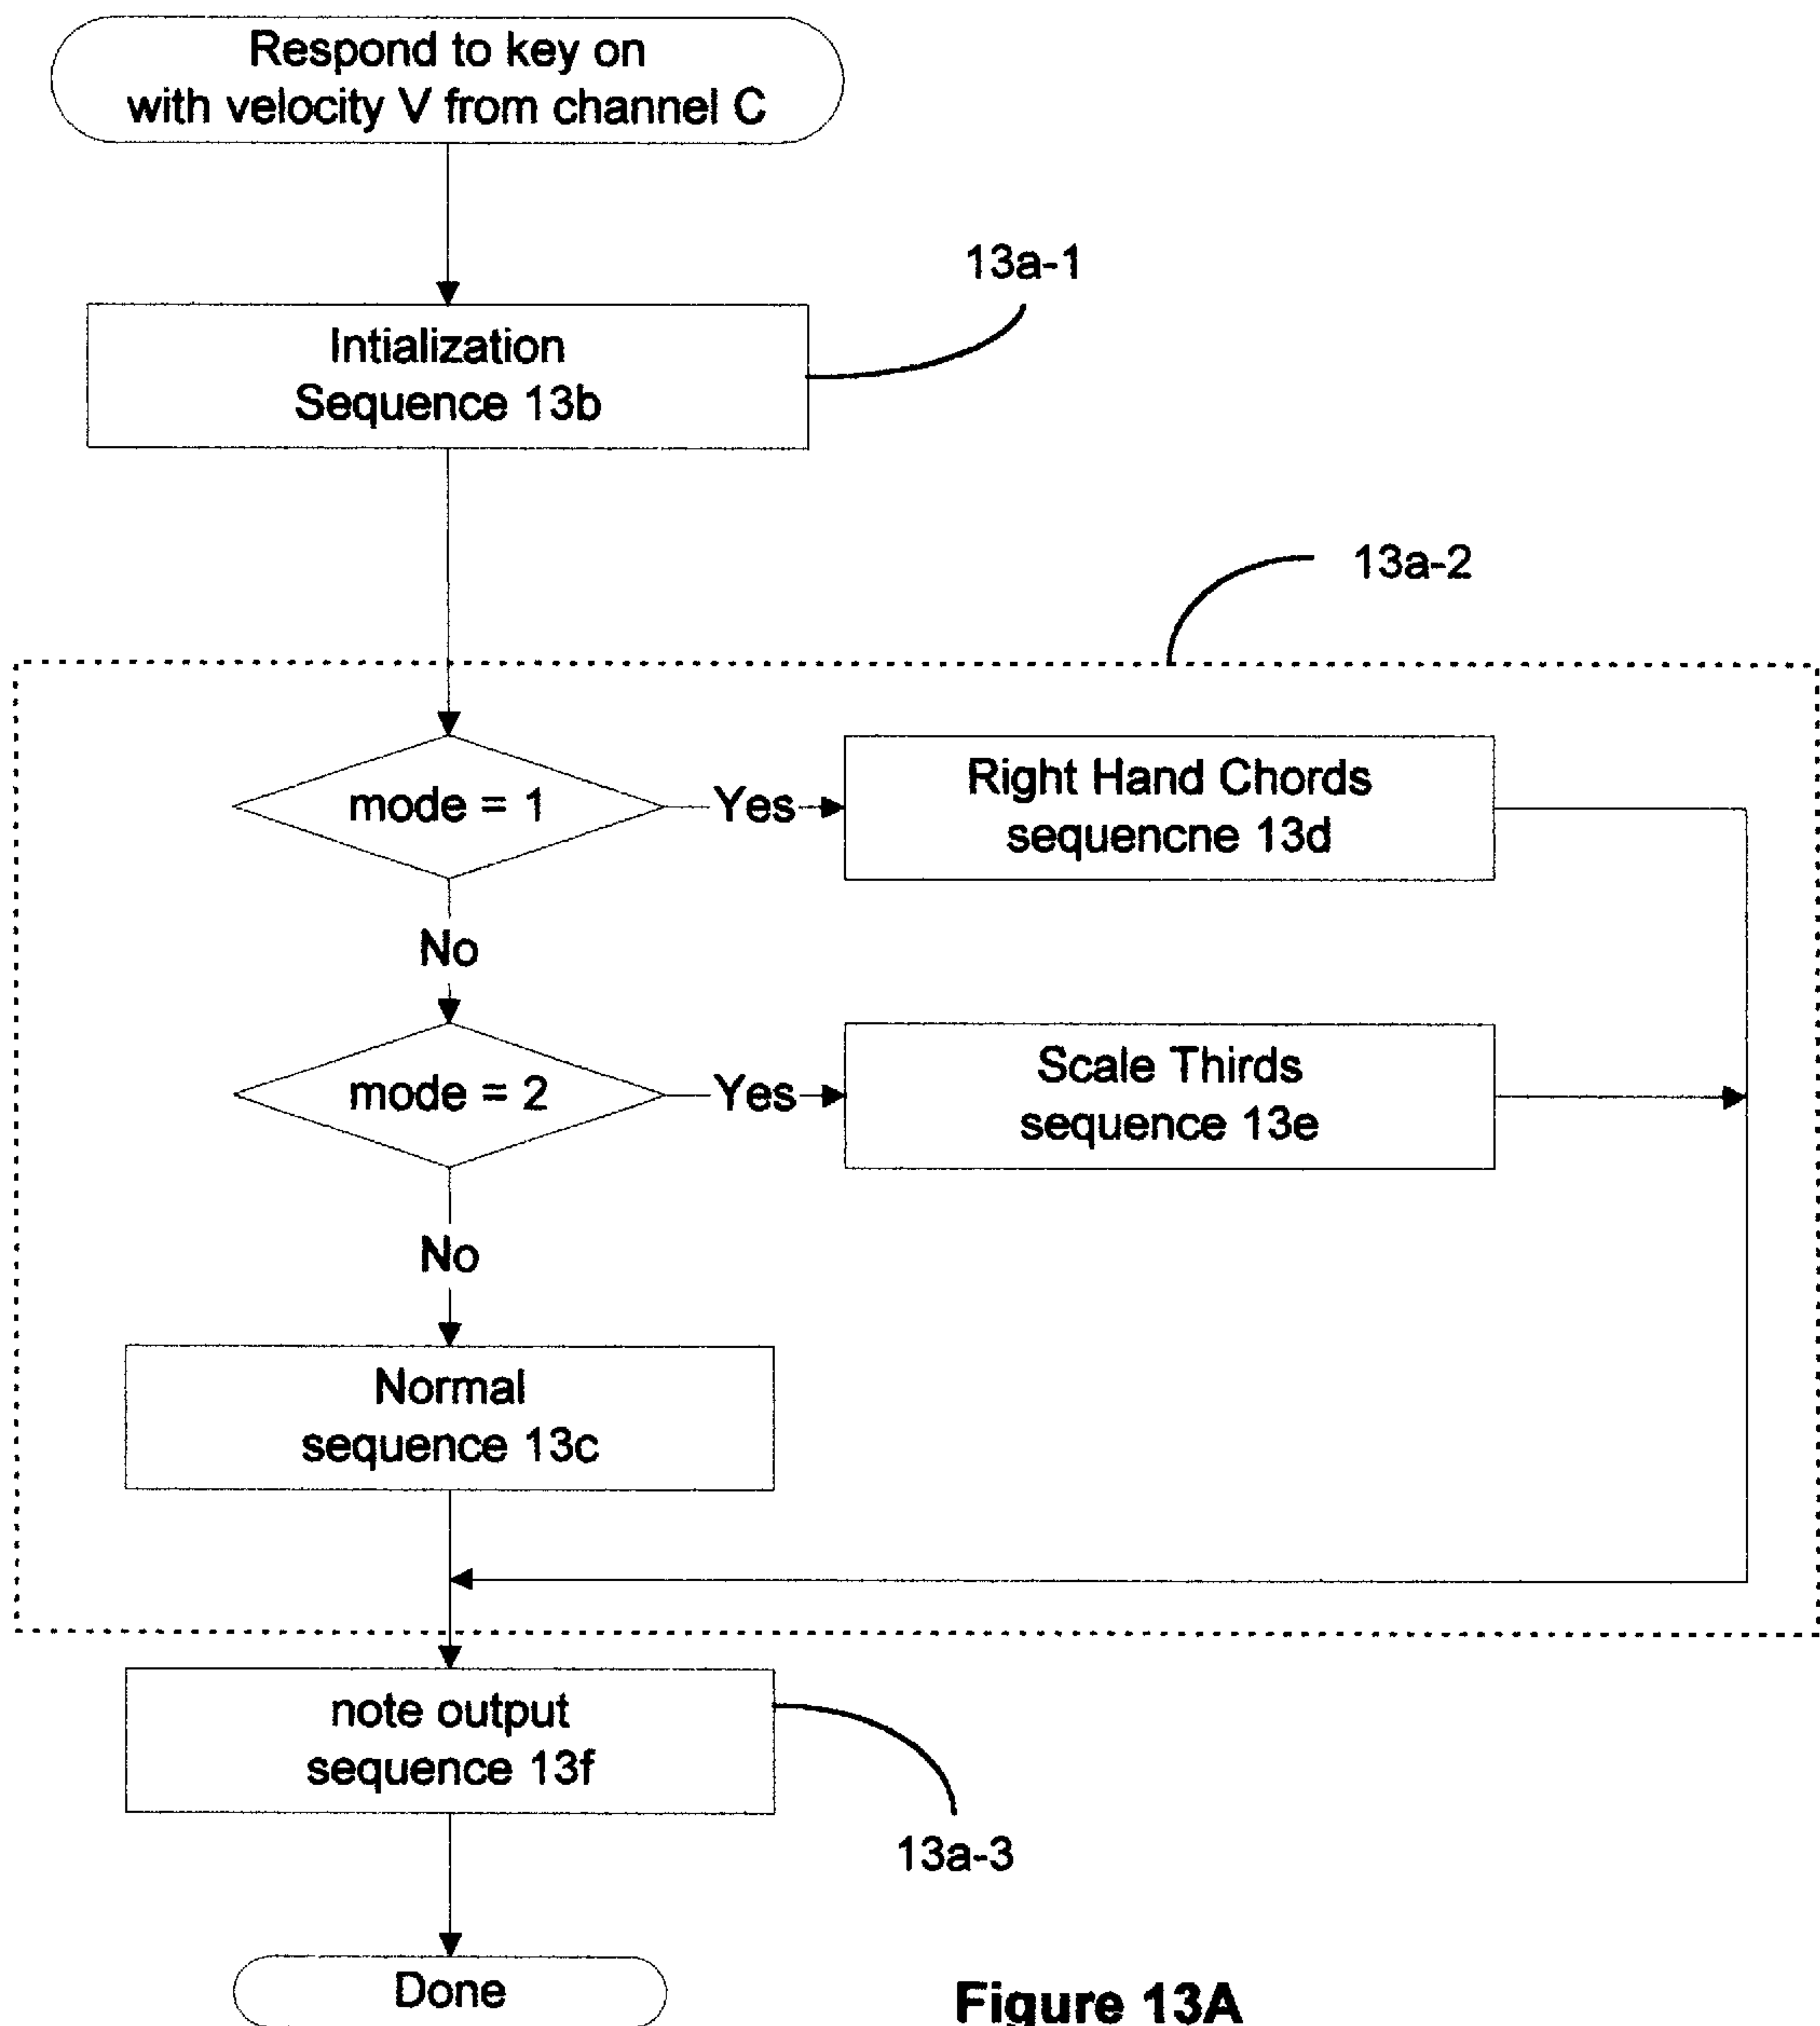 Respond to key on
with velocity V from channel C
13a-1
Intialization
Sequence 13b
13a-2
mode = 1
Yes
Right Hand Chords
sequencne 13d
No
mode = 2
Yes
Scale Thirds
sequence 13e
No
Normal
sequence 13c
note output
sequence 13f
13a-3
Done
Figure 13A